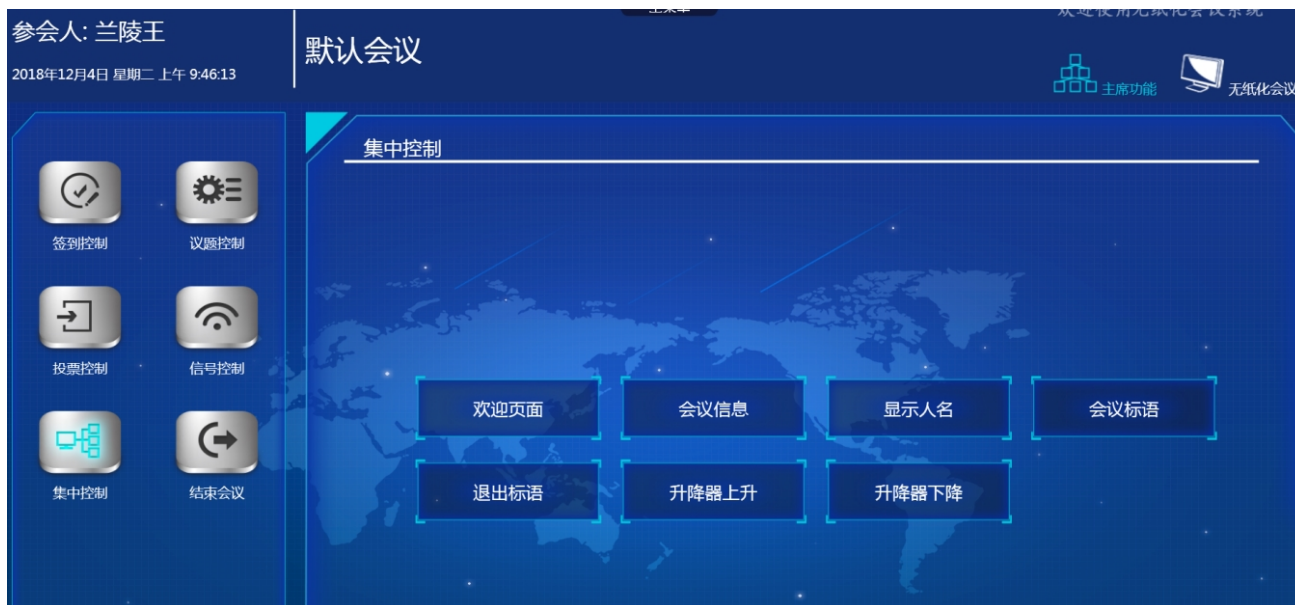 参会人: 兰陵王
2018年12月4日 星期二 上午 9:46:13
默认会议
主席功能
无纸化会议
集中控制
签到控制
议题控制
投票控制
信号控制
集中控制
结束会议
欢迎页面
会议信息
显示人名
会议标语
退出标语
升降器上升
升降器下降